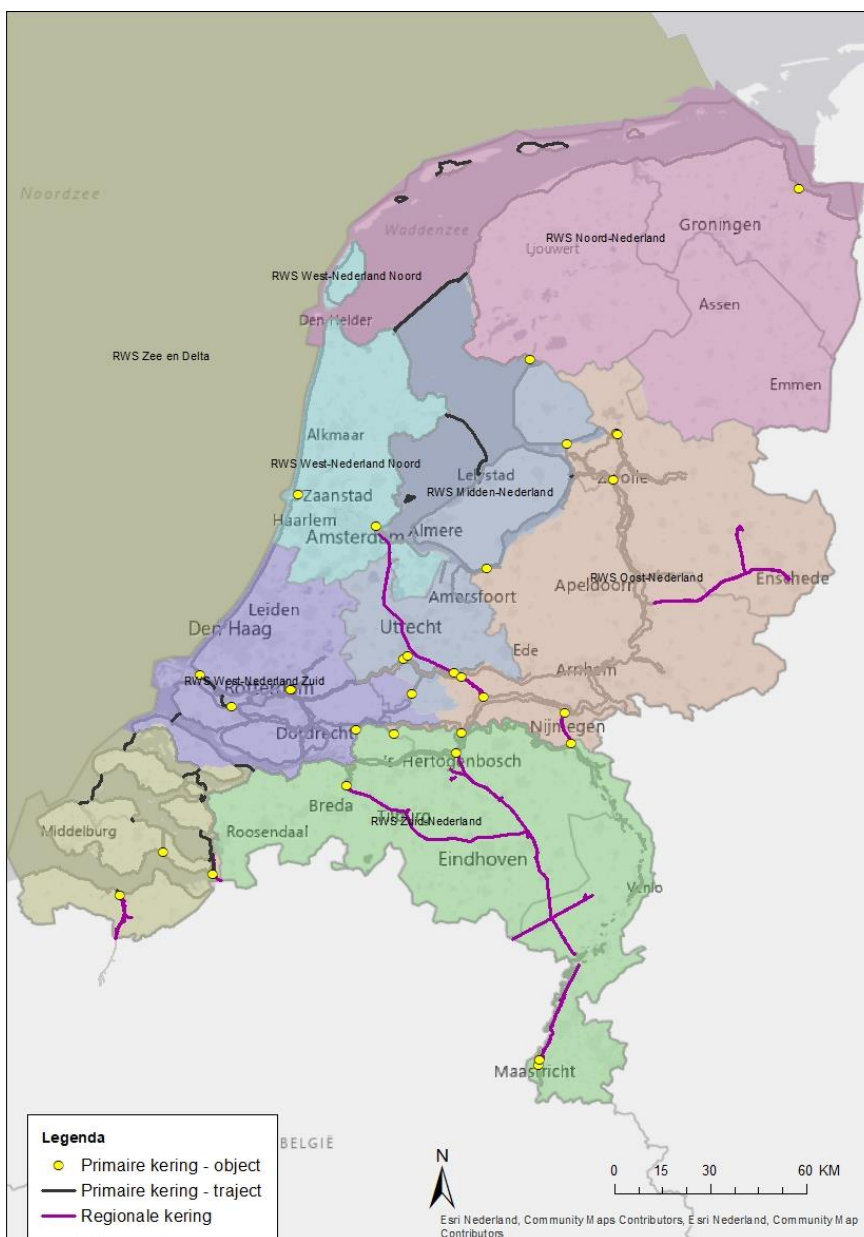 Noordzee
Waddenzee
Groningen
RWS Noord-Nederland
Ljouwert
RWS West-Nederland Noord
Assen
Den Helder
RWS Zee en Delta
Emmen
Alkmaar
RWS West-Nederland Noord
Lelystad
Zwolle
Zaanstad
RWS Midden-Nederland
Haarlem
Amsterdam
Almere
Apeldoorn
RWS Oost-Nederland
Enschede
Leiden
Amersfoort
Den Haag
Utrecht
Ede
Arnhem
RWS West-Nederland Zuid
Rotterdam
Nijmegen
Dordrecht
's-Hertogenbosch
Breda
Tilburg
RWS Zuid-Nederland
Middelburg
Roosendaal
Eindhoven
Venlo
Maastricht
BELGIË
Legenda
Primaire kering - object
Primaire kering - traject
Regionale kering
N
0 15 30 60 KM
Esri Nederland, Community Maps Contributors, Esri Nederland, Community Map
Contributors